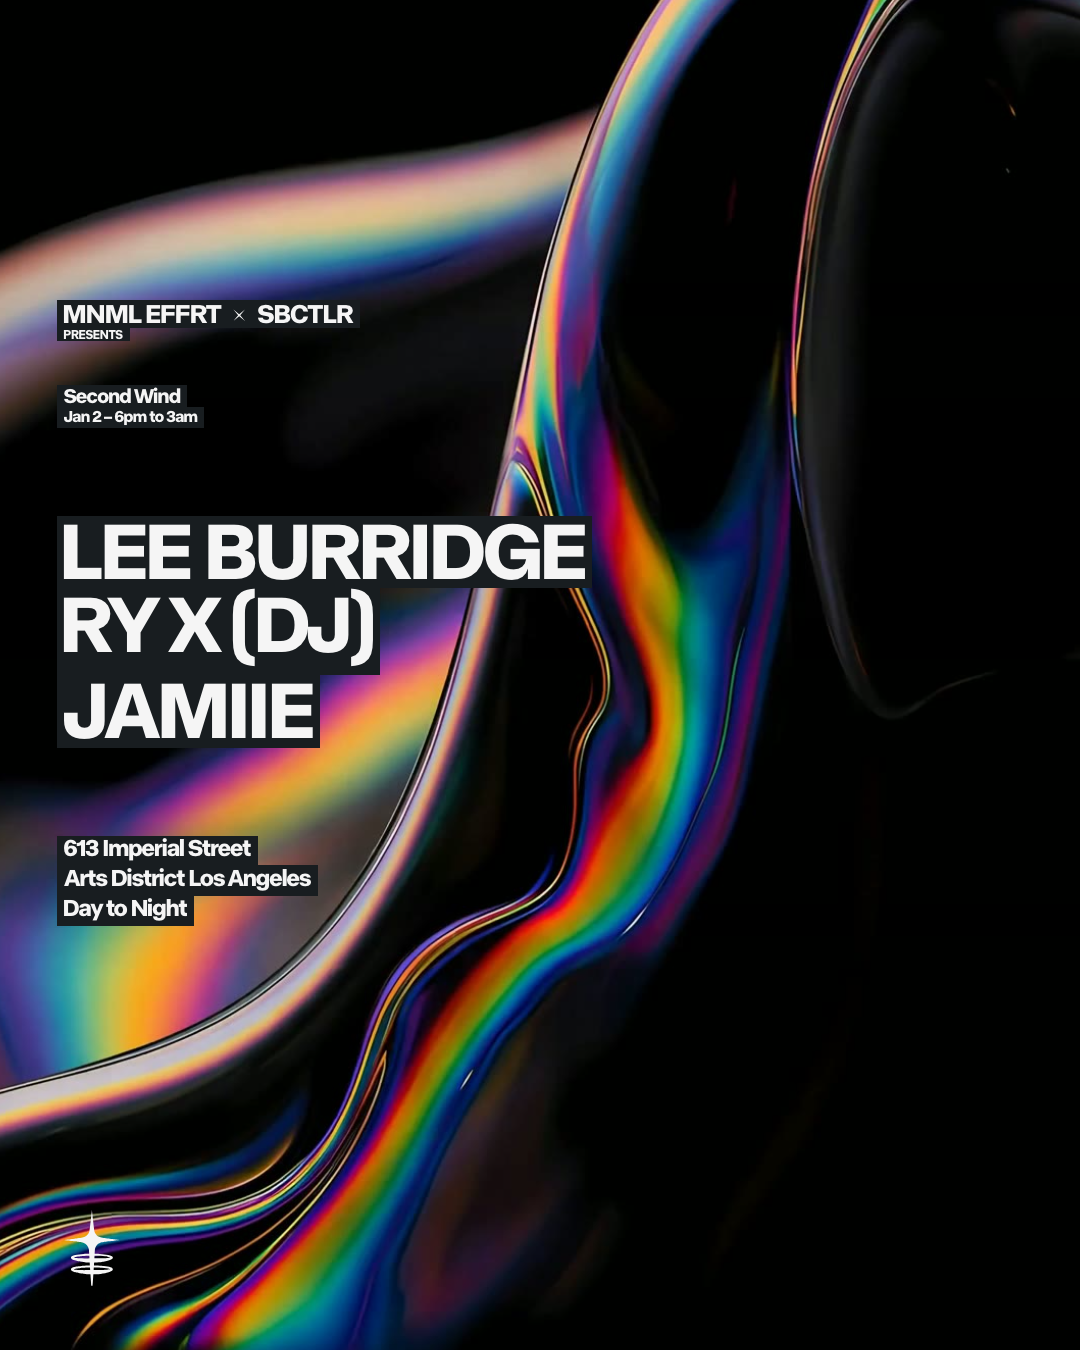 MNML EFFRT × SBCTLR
PRESENTS
Second Wind
Jan 2 – 6pm to 3am
LEE BURRIDGE
RY X (DJ)
JAMIIE
613 Imperial Street
Arts District Los Angeles
Day to Night